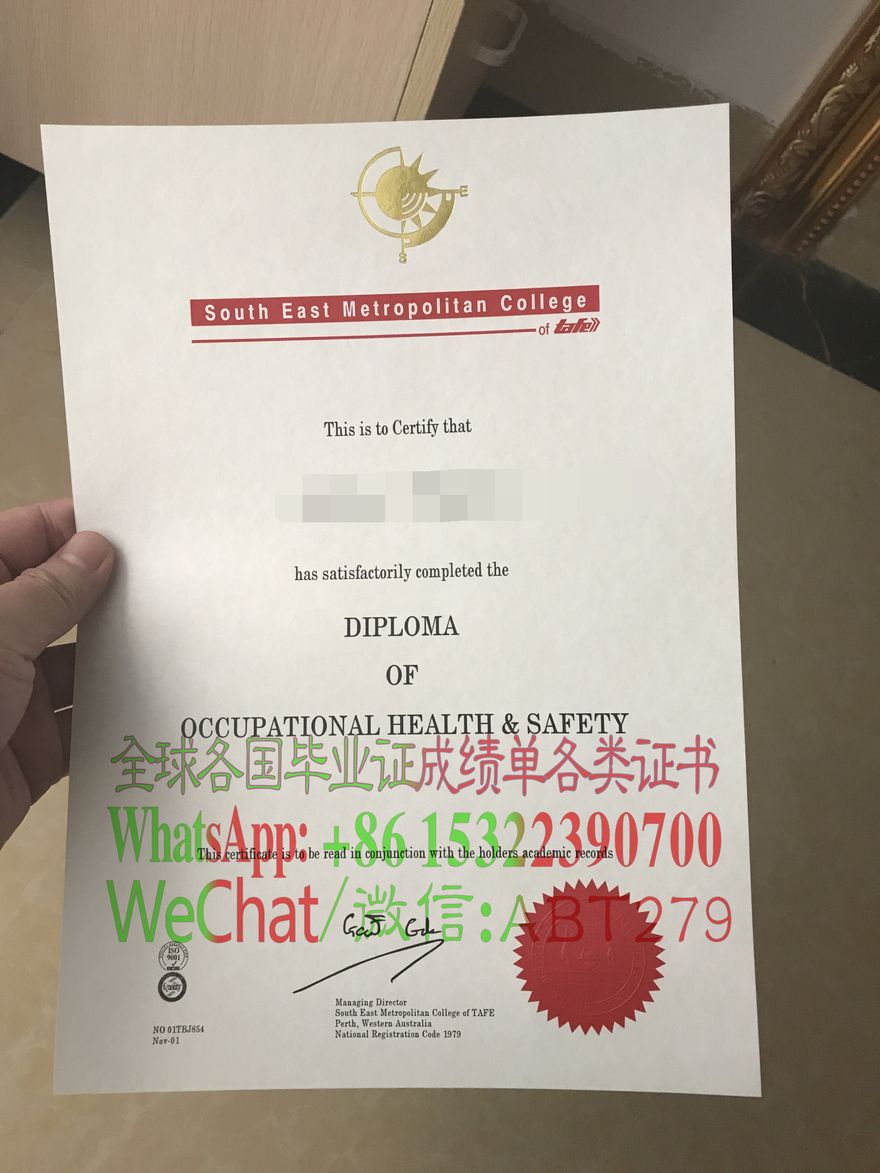 E
S
South East Metropolitan College
of tafe
This is to Certify that
has satisfactorily completed the
DIPLOMA
OF
OCCUPATIONAL HEALTH & SAFETY
全球各国毕业证成绩单各类证书
WhatsApp: +86 15322390700
This certificate is to be read in conjunction with the holders academic records
WeChat/微信:ABT279
ISO
9001
Quality
Managing Director
South East Metropolitan College of TAFE
Perth, Western Australia
National Registration Code 1979
NO 01TBJ854
Nov-01